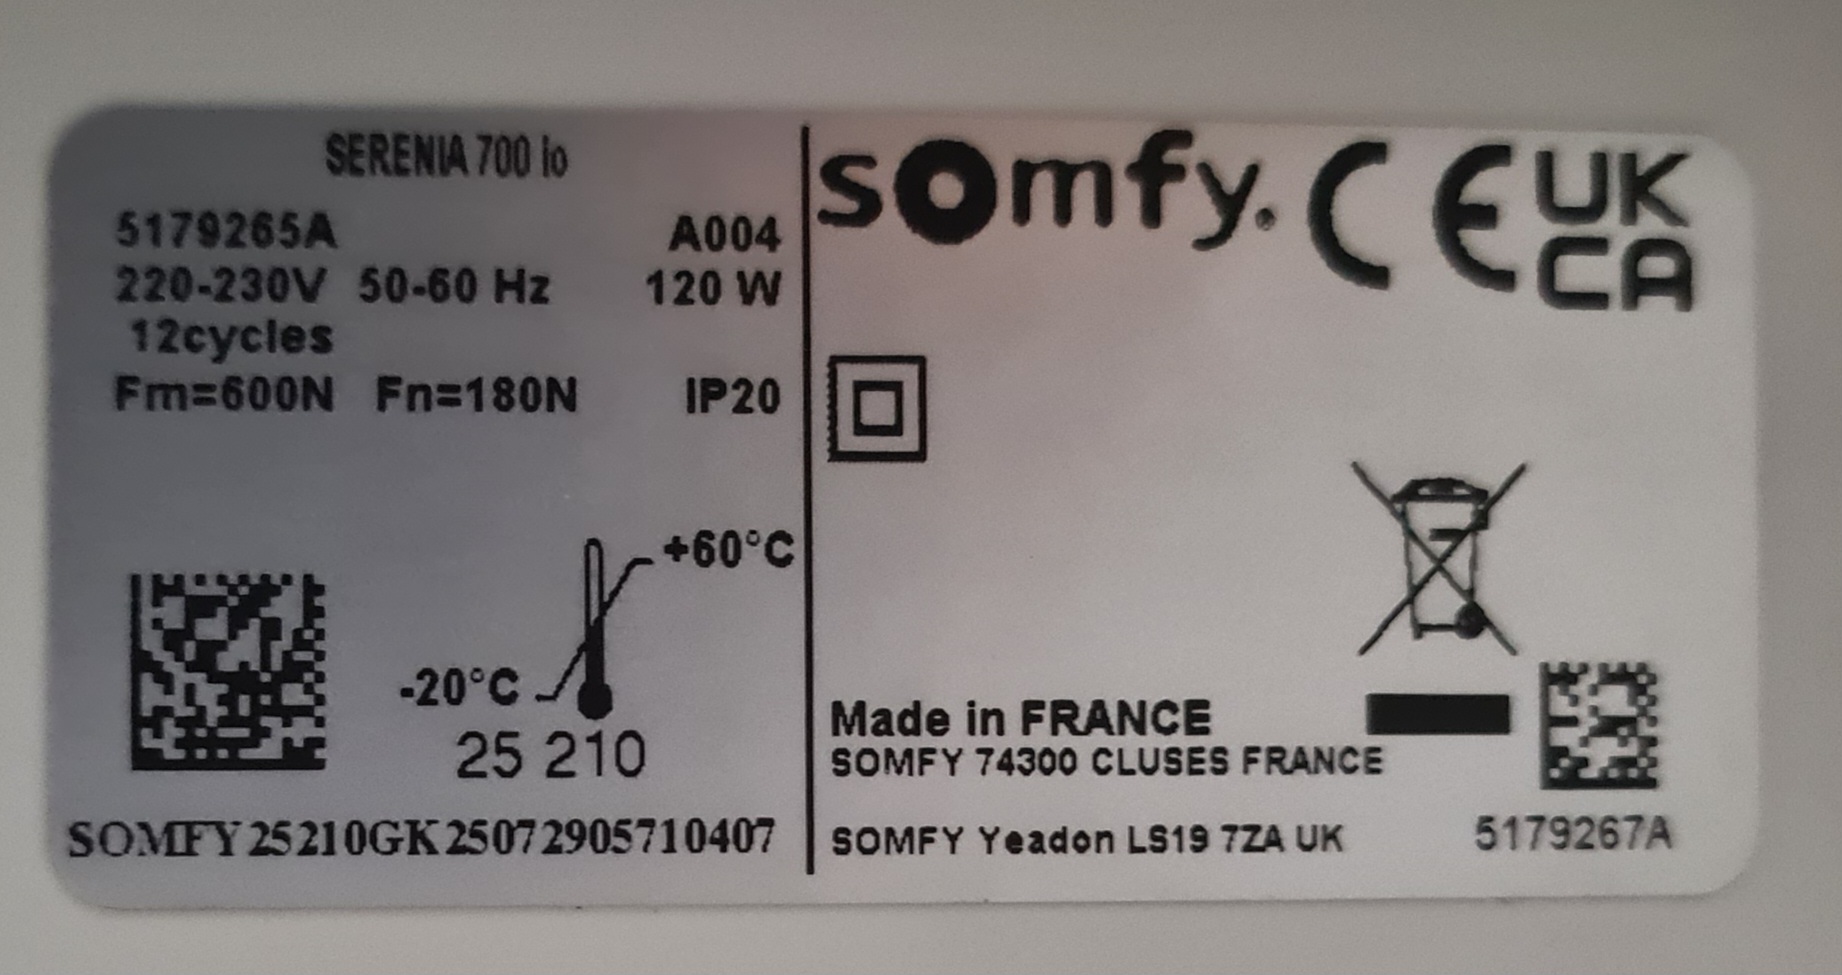 SERENIA 700 io
5179265A A004
220-230V 50-60 Hz 120 W
12cycles
Fm=600N Fn=180N IP20
+60°C
-20°C
25 210
SOMFY25210GK25072905710407
somfy. CE UK
CA
Made in FRANCE
SOMFY 74300 CLUSES FRANCE
SOMFY Yeadon LS19 7ZA UK 5179267A